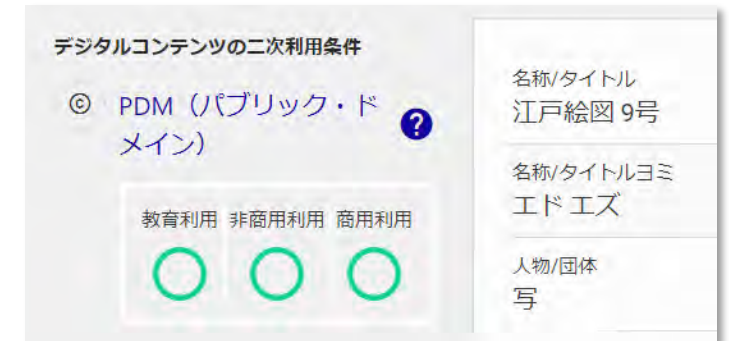 デジタルコンテンツの二次利用条件
© PDM（パブリック・ド
メイン）
?
教育利用 非商用利用 商用利用
名称/タイトル
江戸絵図 9号
名称/タイトルヨミ
エド エズ
人物/団体
写